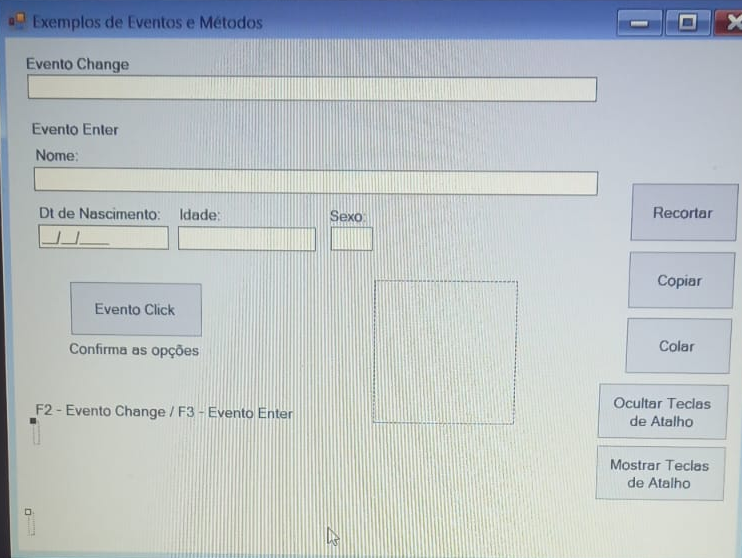 Exemplos de Eventos e Métodos
Evento Change
Evento Enter
Nome:
Dt de Nascimento: Idade: Sexo:
__/__/____
Recortar
Copiar
Colar
Ocultar Teclas
de Atalho
Mostrar Teclas
de Atalho
Evento Click
Confirma as opções
F2 - Evento Change / F3 - Evento Enter